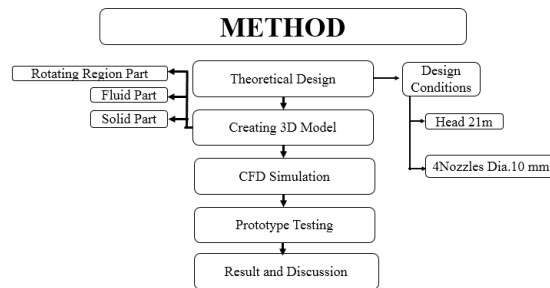 METHOD
Rotating Region Part
Fluid Part
Solid Part
Theoretical Design
Creating 3D Model
CFD Simulation
Prototype Testing
Result and Discussion
Design
Conditions
Head 21m
4Nozzles Dia.10 mm